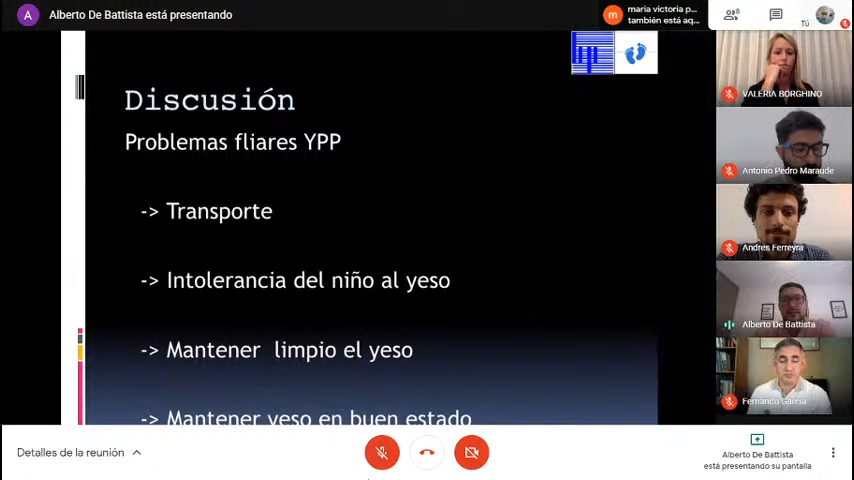 A
Alberto De Battista está presentando
m
maria victoria p...
también está aq...
8
Tú
Discusión
Problemas fliares YPP
-> Transporte
-> Intolerancia del niño al yeso
-> Mantener limpio el yeso
-> Mantener yeso en buen estado
VALERIA BORGHINO
Antonio Pedro Maraude
Andres Ferreyra
Alberto De Battista
Fernando Garcia
Detalles de la reunión
Alberto De Battista
está presentando su pantalla